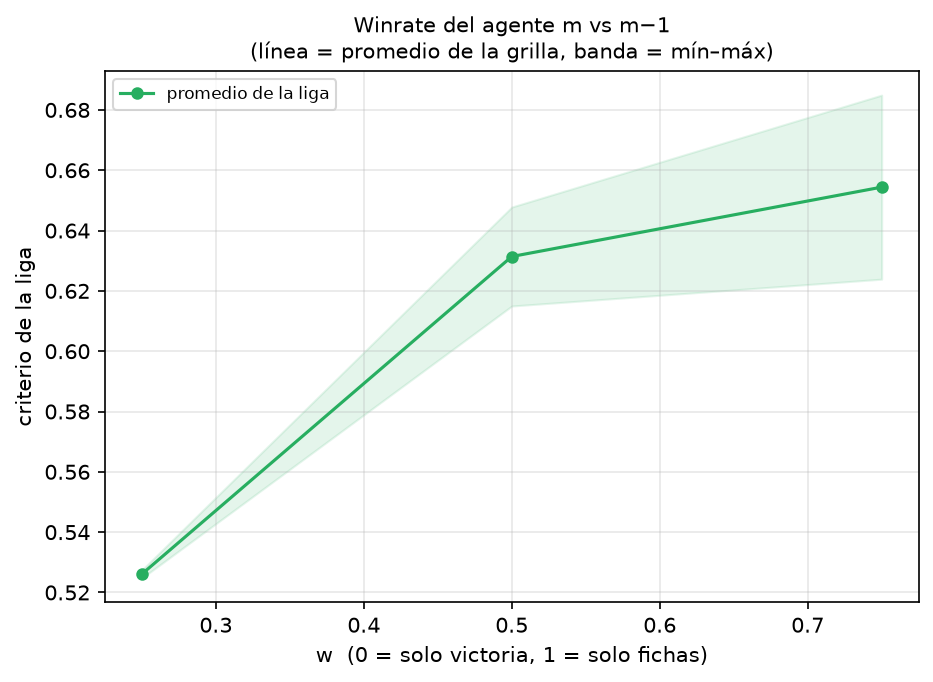 Winrate del agente m vs m−1
(línea = promedio de la grilla, banda = mín–máx)
promedio de la liga
criterio de la liga
0.68
0.66
0.64
0.62
0.60
0.58
0.56
0.54
0.52
0.3 0.4 0.5 0.6 0.7
w (0 = solo victoria, 1 = solo fichas)